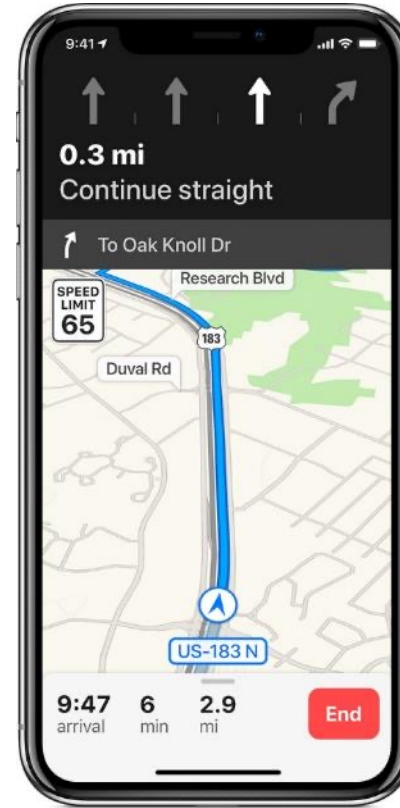 9:41
0.3 mi
Continue straight
To Oak Knoll Dr
SPEED
LIMIT
65
Research Blvd
183
Duval Rd
US-183 N
9:47 6 2.9
arrival min mi
End